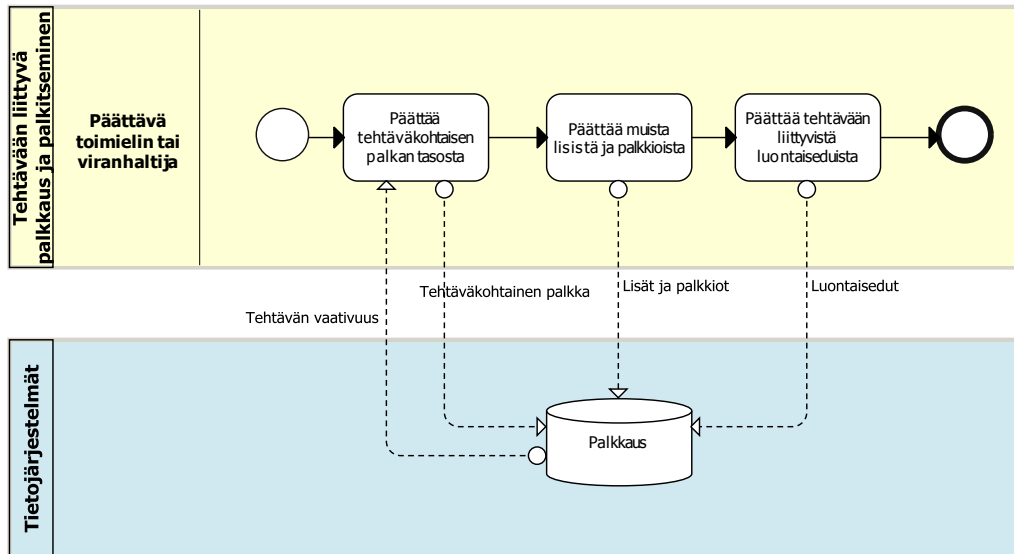 Tehtävään liittyvä
palkkaus ja palkitseminen
Päättävä
toimielin tai
viranhaltija
Päättää
tehtäväkohtaisen
palkan tasosta
Päättää muista
lisistä ja palkkioista
Päättää tehtävään
liittyvistä
luontaiseduista
Tehtävän vaativuus
Tehtäväkohtainen palkka
Lisät ja palkkiot
Luontaisedut
Tietojärjestelmät
Palkkaus